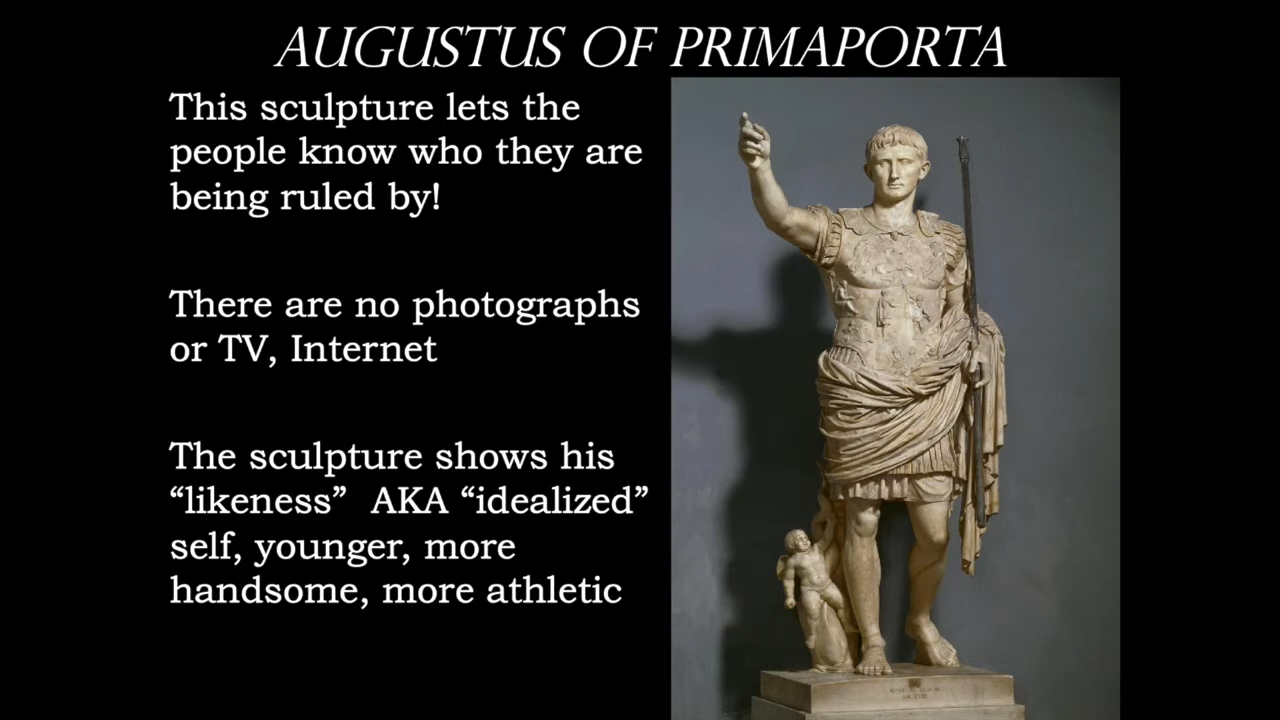 AUGUSTUS OF PRIMAPORTA
This sculpture lets the
people know who they are
being ruled by!
There are no photographs
or TV, Internet
The sculpture shows his
“likeness”  AKA “idealized”
self, younger, more
handsome, more athletic